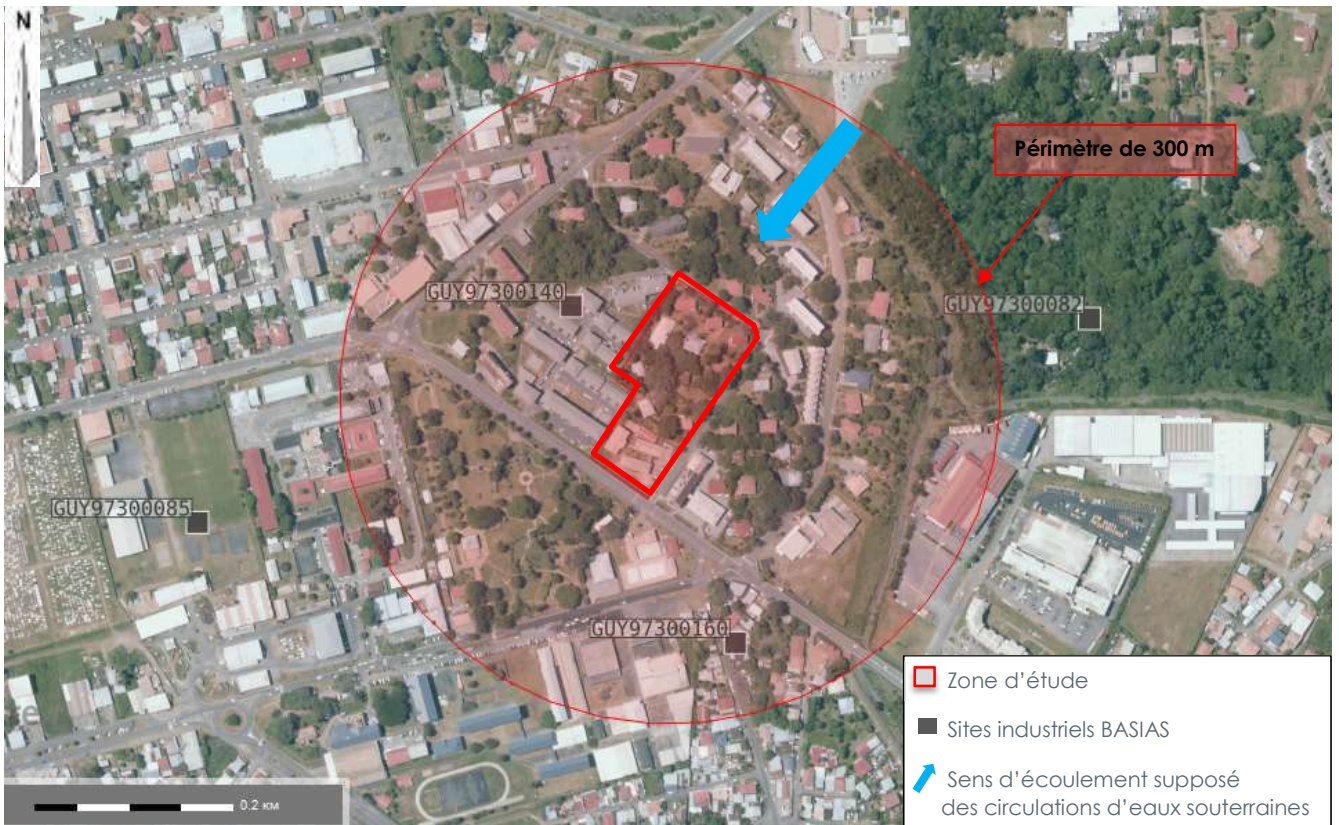 N
Périmètre de 300 m
GUY97300140
GUY97300082
GUY97300085
GUY97300160
Zone d'étude
Sites industriels BASIAS
Sens d'écoulement supposé
des circulations d'eaux souterraines
0.2 км